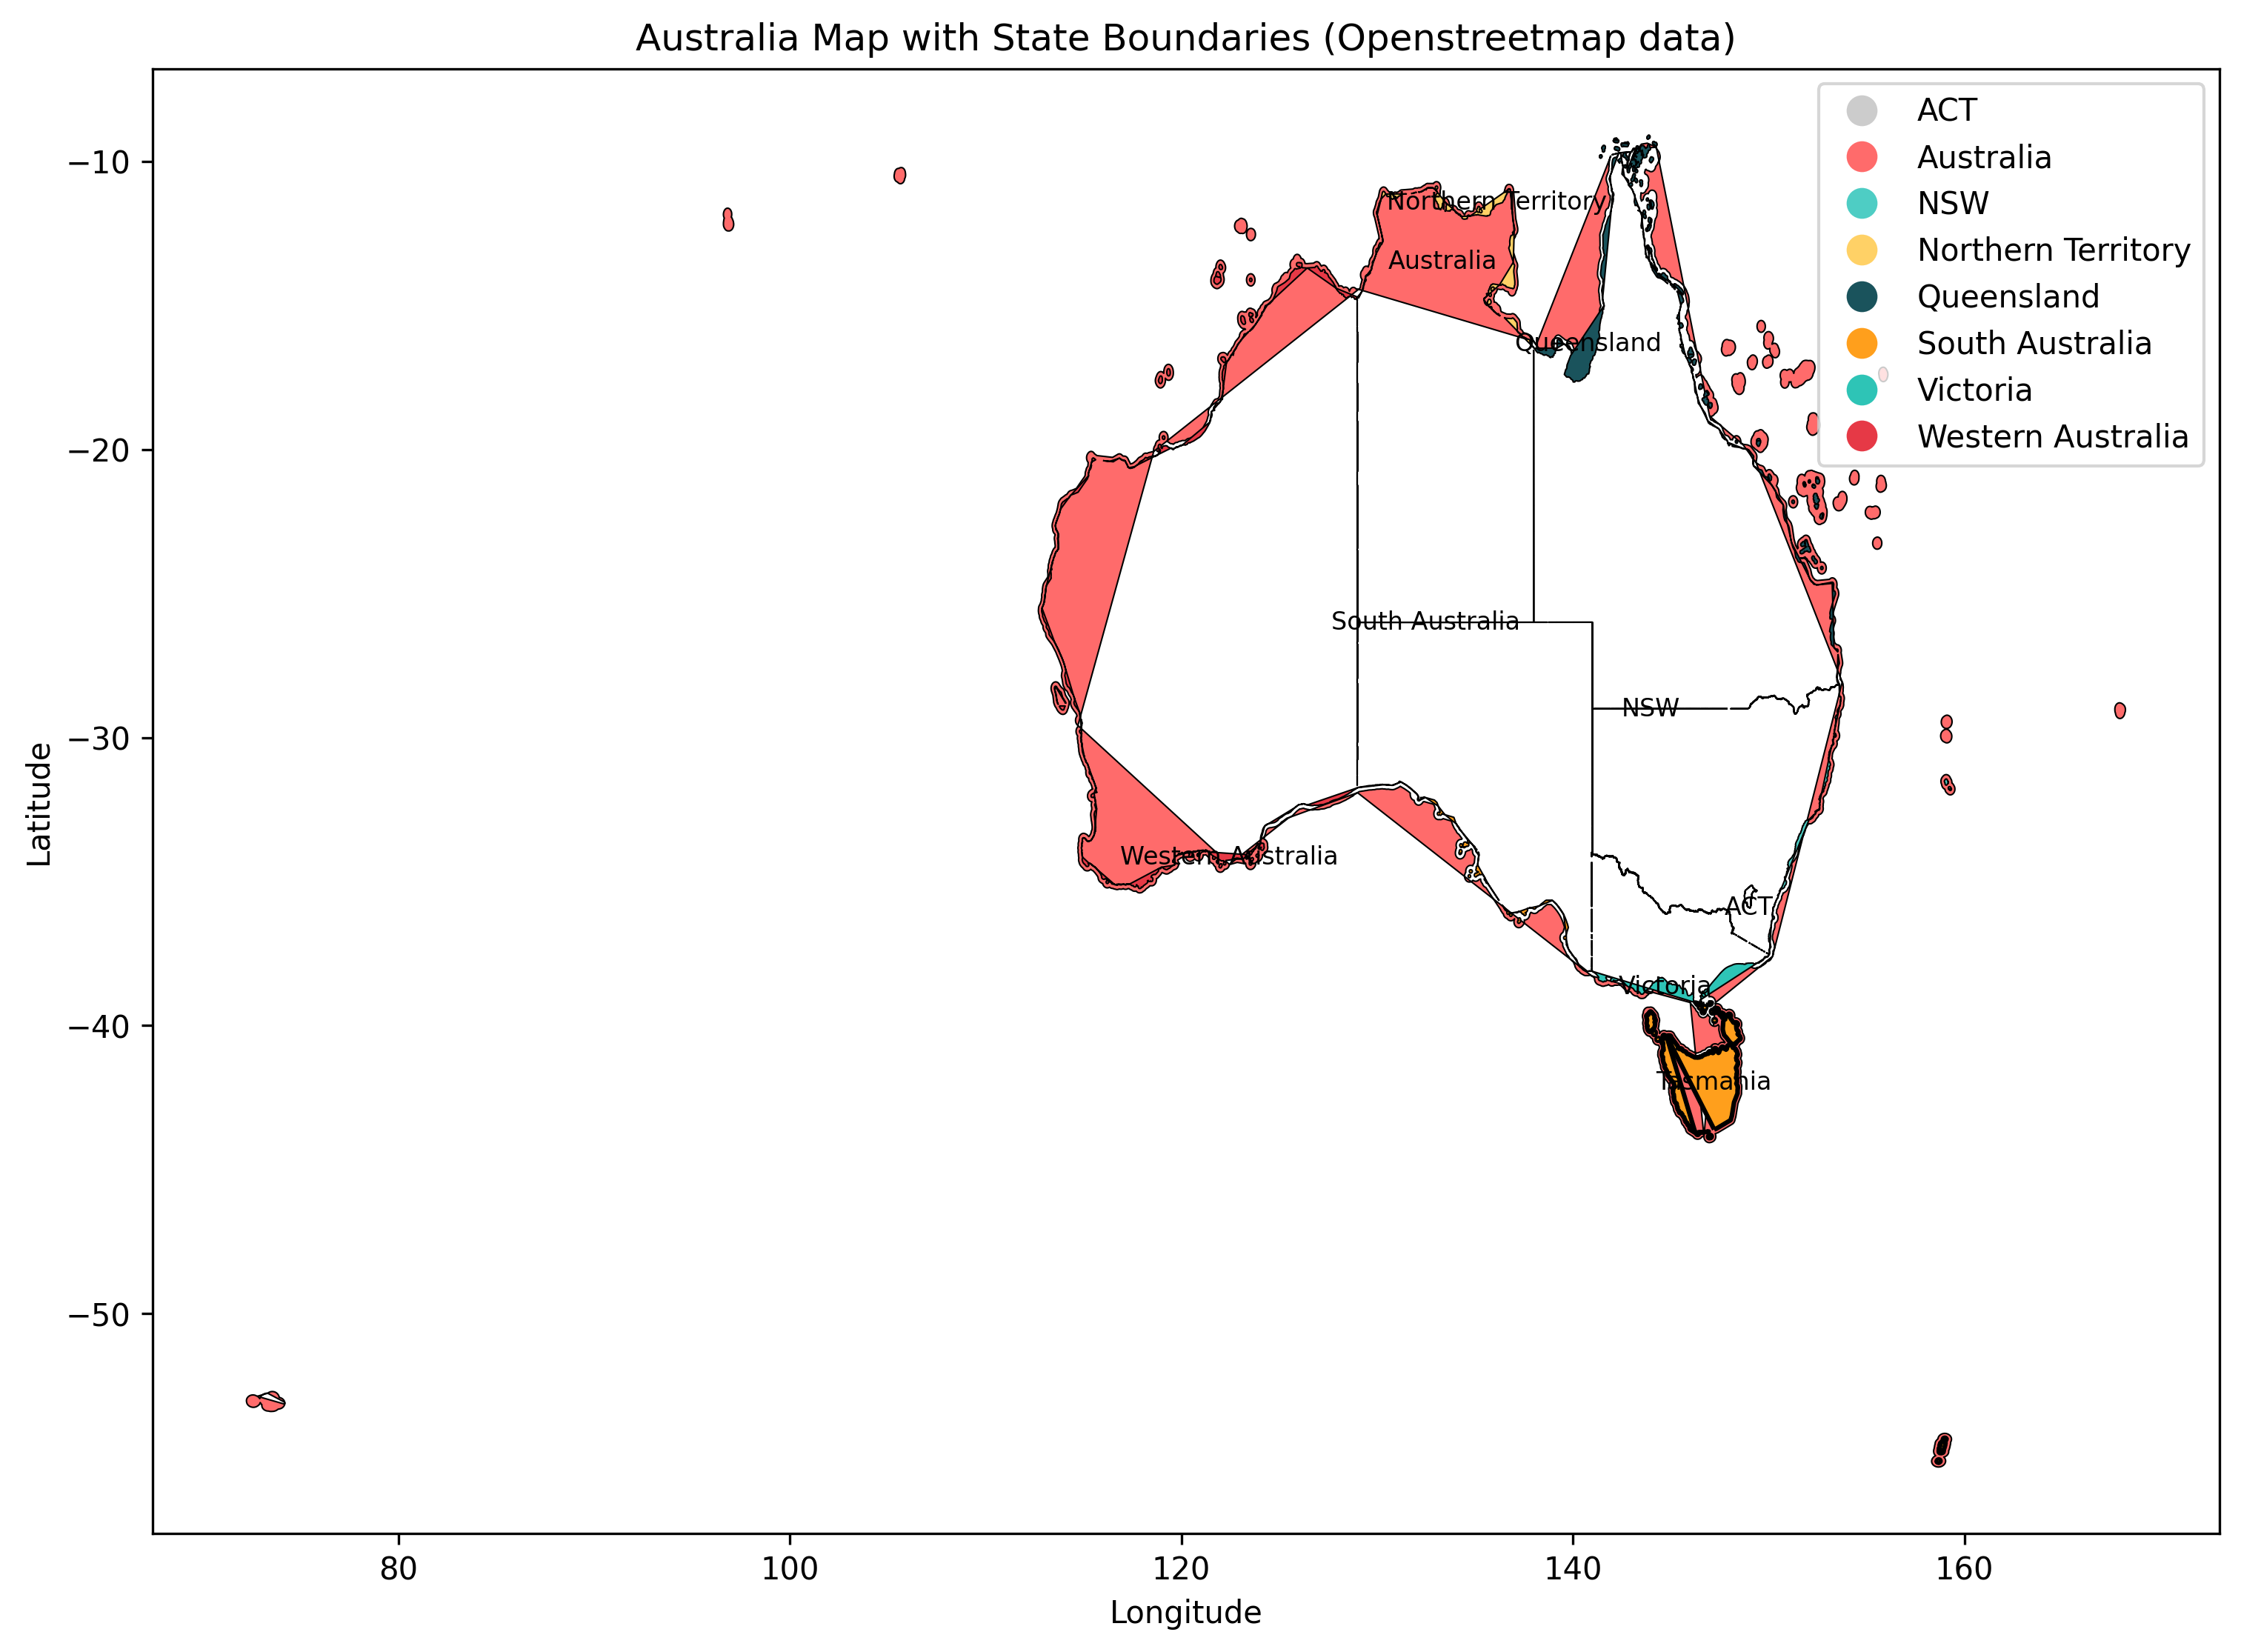 Australia Map with State Boundaries (Openstreetmap data)
ACT
Australia
NSW
Northern Territory
Queensland
South Australia
Victoria
Western Australia
Northern Territory
Australia
Queensland
South Australia
NSW
Western Australia
ACT
Victoria
Tasmania
−10
−20
−30
−40
−50
Latitude
80
100
120
140
160
Longitude